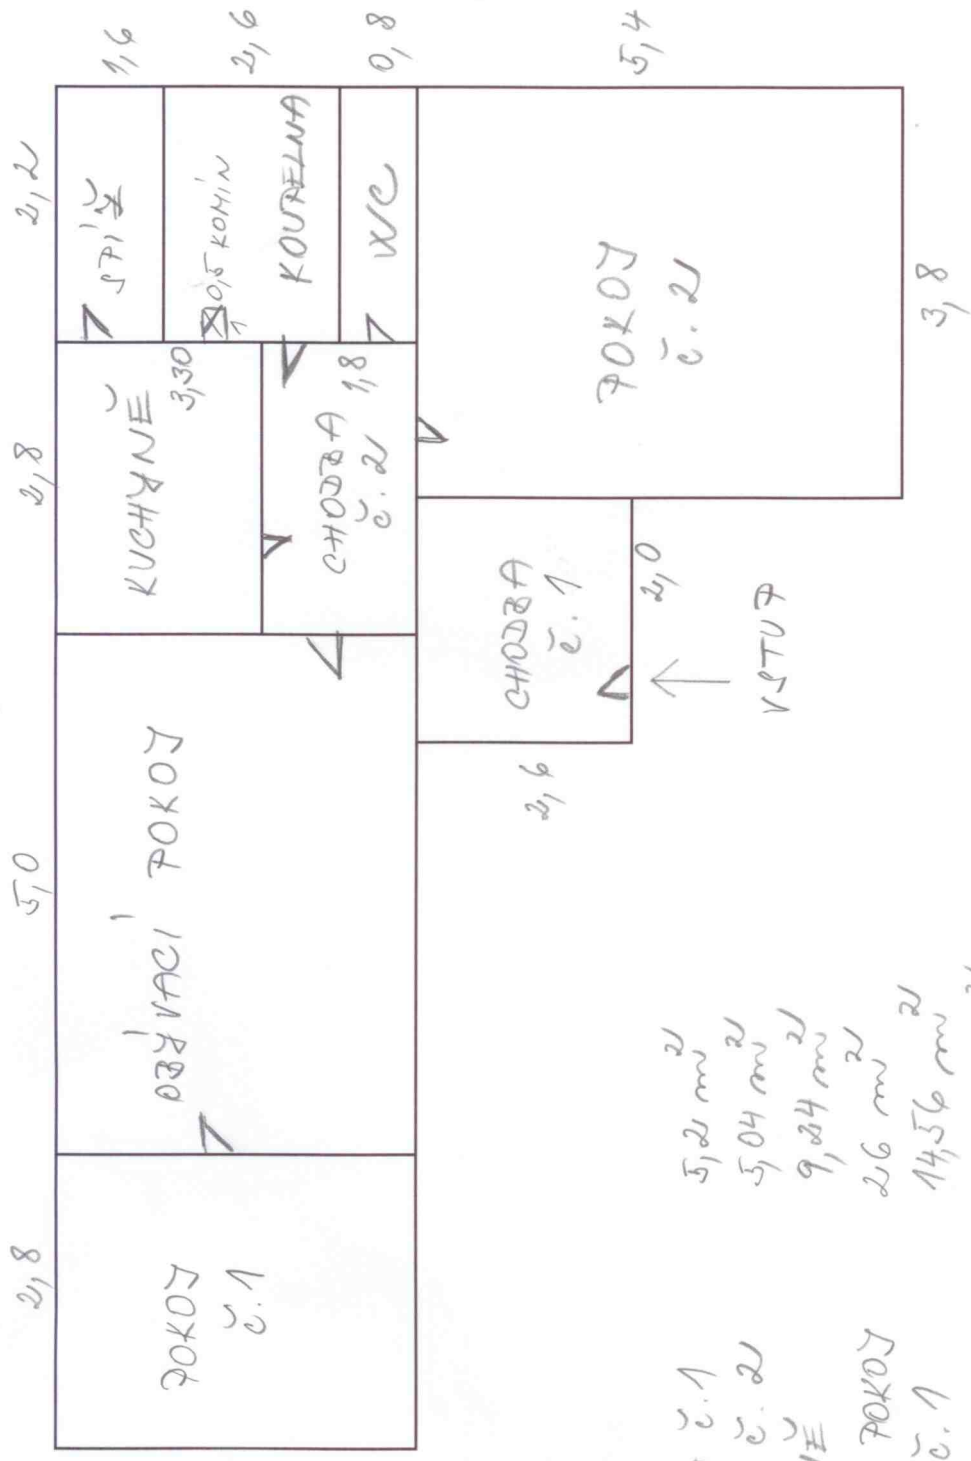 2,8
5,0
2,8
2,2
POKOJ
č. 1
OBÝVACÍ POKOJ
KUCHYNĚ
3,30
SPÍŽ
1,6
0,5 KOMÍN
1
KOUPELNA
2,6
CHODBA
č. 2
1,8
WC
0,8
CHODBA
č. 1
2,6
2,0
VSTUP
POKOJ
č. 2
5,4
3,8
č. 1 5,2 m2
č. 2 5,04 m2
9,24 m2
POKOJ 26 m2
č. 1 14,56 m2